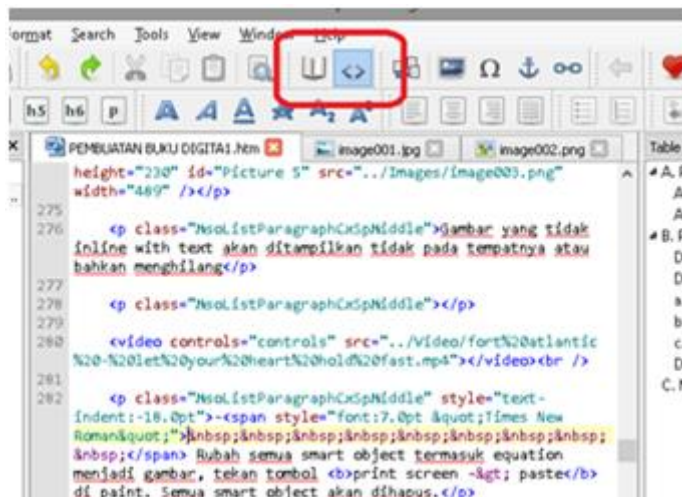 Format Search Tools View Window Help
h5 h6 P A A A A A₂ A²
PEMBUATAN BUKU DIGITA1.htm image001.jpg image002.png Table
height="230" id="Picture 5" src="../Images/image003.png"
width="489" /></p>
275
276 <p class="MsoListParagraphCxSpMiddle">Gambar yang tidak
inline with text akan ditampilkan tidak pada tempatnya atau
bahkan menghilang</p>
277
278 <p class="MsoListParagraphCxSpMiddle"></p>
279
280 <video controls="controls" src="../Video/fort%20atlantic
%20-%20let%20your%20heart%20hold%20fast.mp4"></video><br />
281
282 <p class="MsoListParagraphCxSpMiddle" style="text-
indent:-18.0pt">-<span style="font:7.0pt &quot;Times New
Roman&quot;">&nbsp;&nbsp;&nbsp;&nbsp;&nbsp;&nbsp;&nbsp;&nbsp;
&nbsp;</span> Rubah semua smart object termasuk equation
menjadi gambar, tekan tombol <b>print screen -&gt; paste</b>
di paint. Semua smart object akan dihapus.</p>